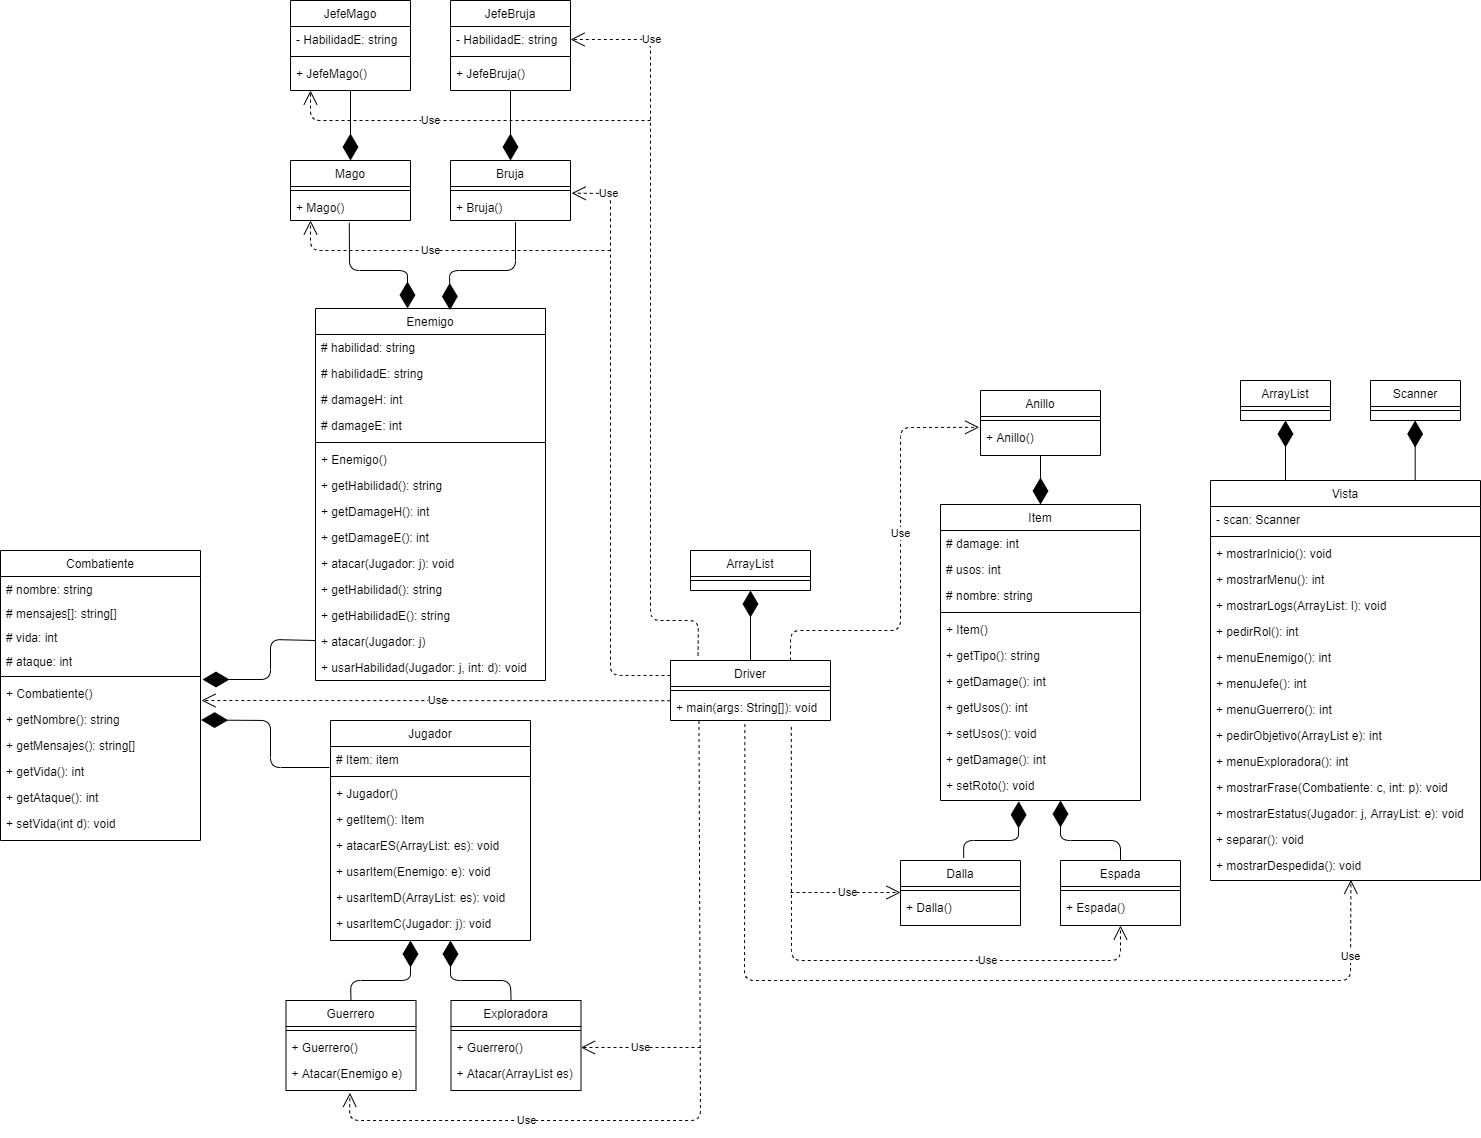 JefeMago
- HabilidadE: string
+ JefeMago()
JefeBruja
- HabilidadE: string
+ JefeBruja()
Use
Use
Mago
+ Mago()
Bruja
+ Bruja()
Use
Use
Enemigo
# habilidad: string
# habilidadE: string
# damageH: int
# damageE: int
+ Enemigo()
+ getHabilidad(): string
+ getDamageH(): int
+ getDamageE(): int
+ atacar(Jugador: j): void
+ getHabilidad(): string
+ getHabilidadE(): string
+ atacar(Jugador: j)
+ usarHabilidad(Jugador: j, int: d): void
Combatiente
# nombre: string
# mensajes[]: string[]
# vida: int
# ataque: int
+ Combatiente()
+ getNombre(): string
+ getMensajes(): string[]
+ getVida(): int
+ getAtaque(): int
+ setVida(int d): void
Use
Jugador
# Item: item
+ Jugador()
+ getItem(): Item
+ atacarES(ArrayList: es): void
+ usarItem(Enemigo: e): void
+ usarItemD(ArrayList: es): void
+ usarItemC(Jugador: j): void
Guerrero
+ Guerrero()
+ Atacar(Enemigo e)
Exploradora
+ Guerrero()
+ Atacar(ArrayList es)
Use
Use
ArrayList
Driver
+ main(args: String[]): void
Use
Anillo
+ Anillo()
Item
# damage: int
# usos: int
# nombre: string
+ Item()
+ getTipo(): string
+ getDamage(): int
+ getUsos(): int
+ setUsos(): void
+ getDamage(): int
+ setRoto(): void
Dalla
+ Dalla()
Espada
+ Espada()
Use
Use
Use
ArrayList
Scanner
Vista
- scan: Scanner
+ mostrarInicio(): void
+ mostrarMenu(): int
+ mostrarLogs(ArrayList: l): void
+ pedirRol(): int
+ menuEnemigo(): int
+ menuJefe(): int
+ menuGuerrero(): int
+ pedirObjetivo(ArrayList e): int
+ menuExploradora(): int
+ mostrarFrase(Combatiente: c, int: p): void
+ mostrarEstatus(Jugador: j, ArrayList: e): void
+ separar(): void
+ mostrarDespedida(): void